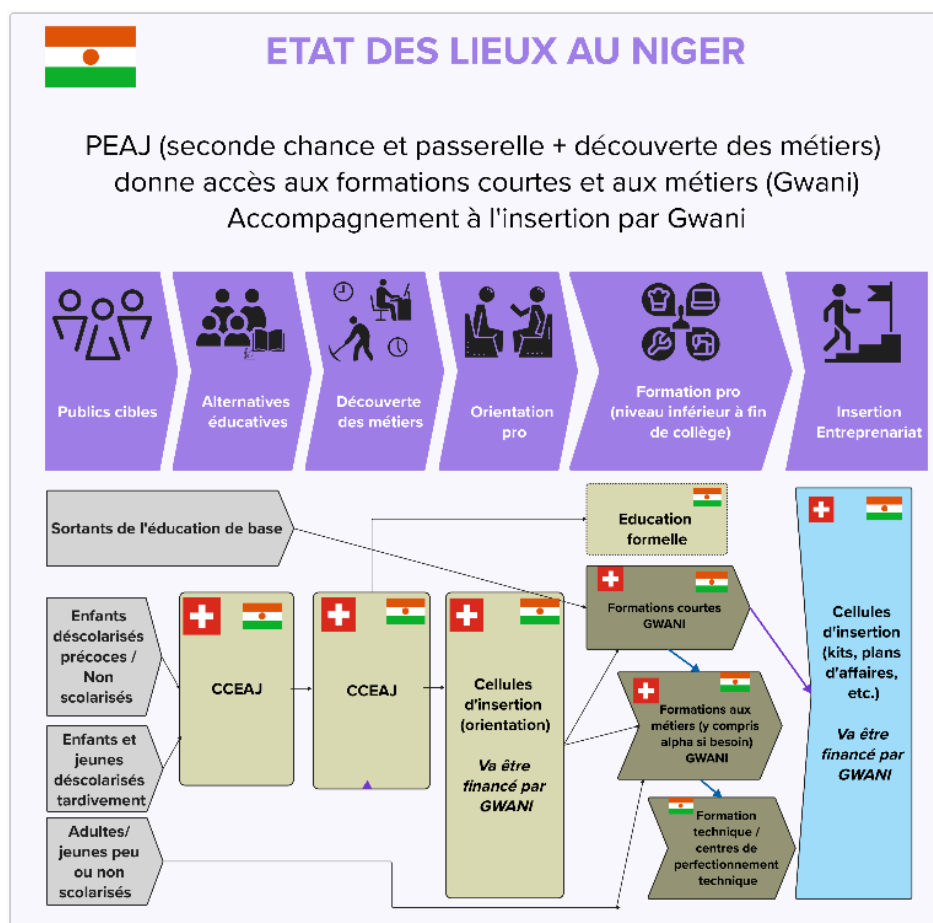 ETAT DES LIEUX AU NIGER
PEAJ (seconde chance et passerelle + découverte des métiers)
donne accès aux formations courtes et aux métiers (Gwani)
Accompagnement à l'insertion par Gwani
Publics cibles
Alternatives
éducatives
Découverte
des métiers
Orientation
pro
Formation pro
(niveau inférieur à fin
de collège)
Insertion
Entreprenariat
Sortants de l'éducation de base
Enfants
déscolarisés
précoces /
Non
scolarisés
Enfants et
jeunes
déscolarisés
tardivement
Adultes/
jeunes peu
ou non
scolarisés
CCEAJ
CCEAJ
Cellules
d'insertion
(orientation)
Va être
financé par
GWANI
Education
formelle
Formations courtes
GWANI
Formations aux
métiers (y compris
alpha si besoin)
GWANI
Formation
technique /
centres de
perfectionnement
technique
Cellules
d'insertion
(kits, plans
d'affaires,
etc.)
Va être
financé par
GWANI